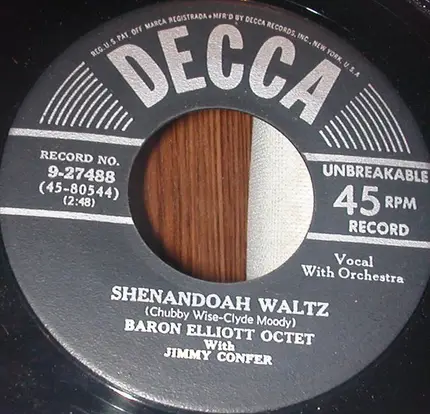 REG. U.S. PAT. OFF. MARCA REGISTRADA • MF'D BY DECCA RECORDS, INC., NEW YORK, U.S.A.
DECCA
RECORD NO.
9-27488
(45-80544)
(2:48)
UNBREAKABLE
45 RPM
RECORD
Vocal
With Orchestra
SHENANDOAH WALTZ
(Chubby Wise-Clyde Moody)
BARON ELLIOTT OCTET
With
JIMMY CONFER